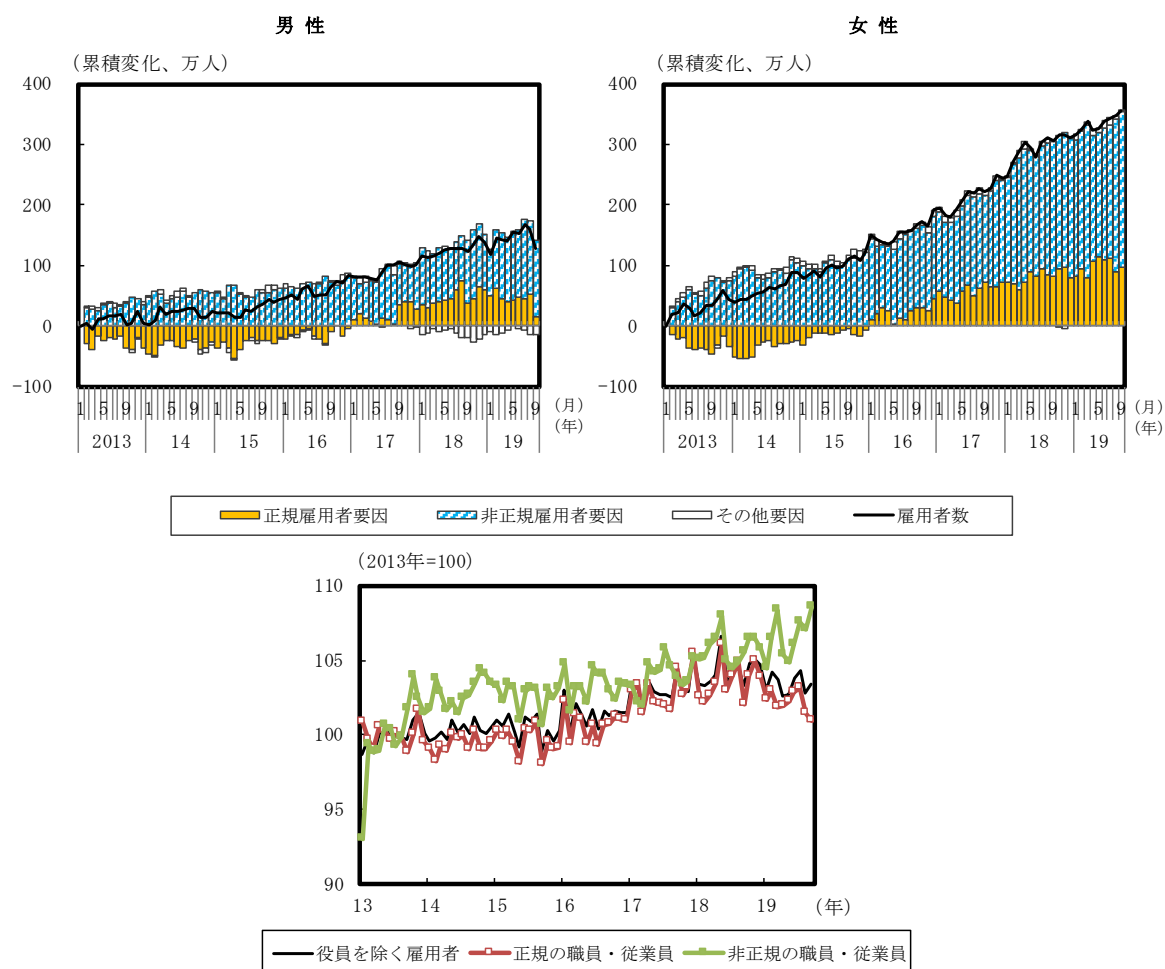 男 性
女 性
（累積変化、万人）
（累積変化、万人）
400
300
200
100
0
-100
400
300
200
100
0
-100
1 5 9 1 5 9 1 5 9 1 5 9 1 5 9 1 5 9 1 5 9 （月）
2013 14 15 16 17 18 19 （年）
1 5 9 1 5 9 1 5 9 1 5 9 1 5 9 1 5 9 1 5 9 （月）
2013 14 15 16 17 18 19 （年）
正規雇用者要因 非正規雇用者要因 その他要因 雇用者数
（2013年=100）
110
105
100
95
90
13 14 15 16 17 18 19 （年）
役員を除く雇用者 正規の職員・従業員 非正規の職員・従業員